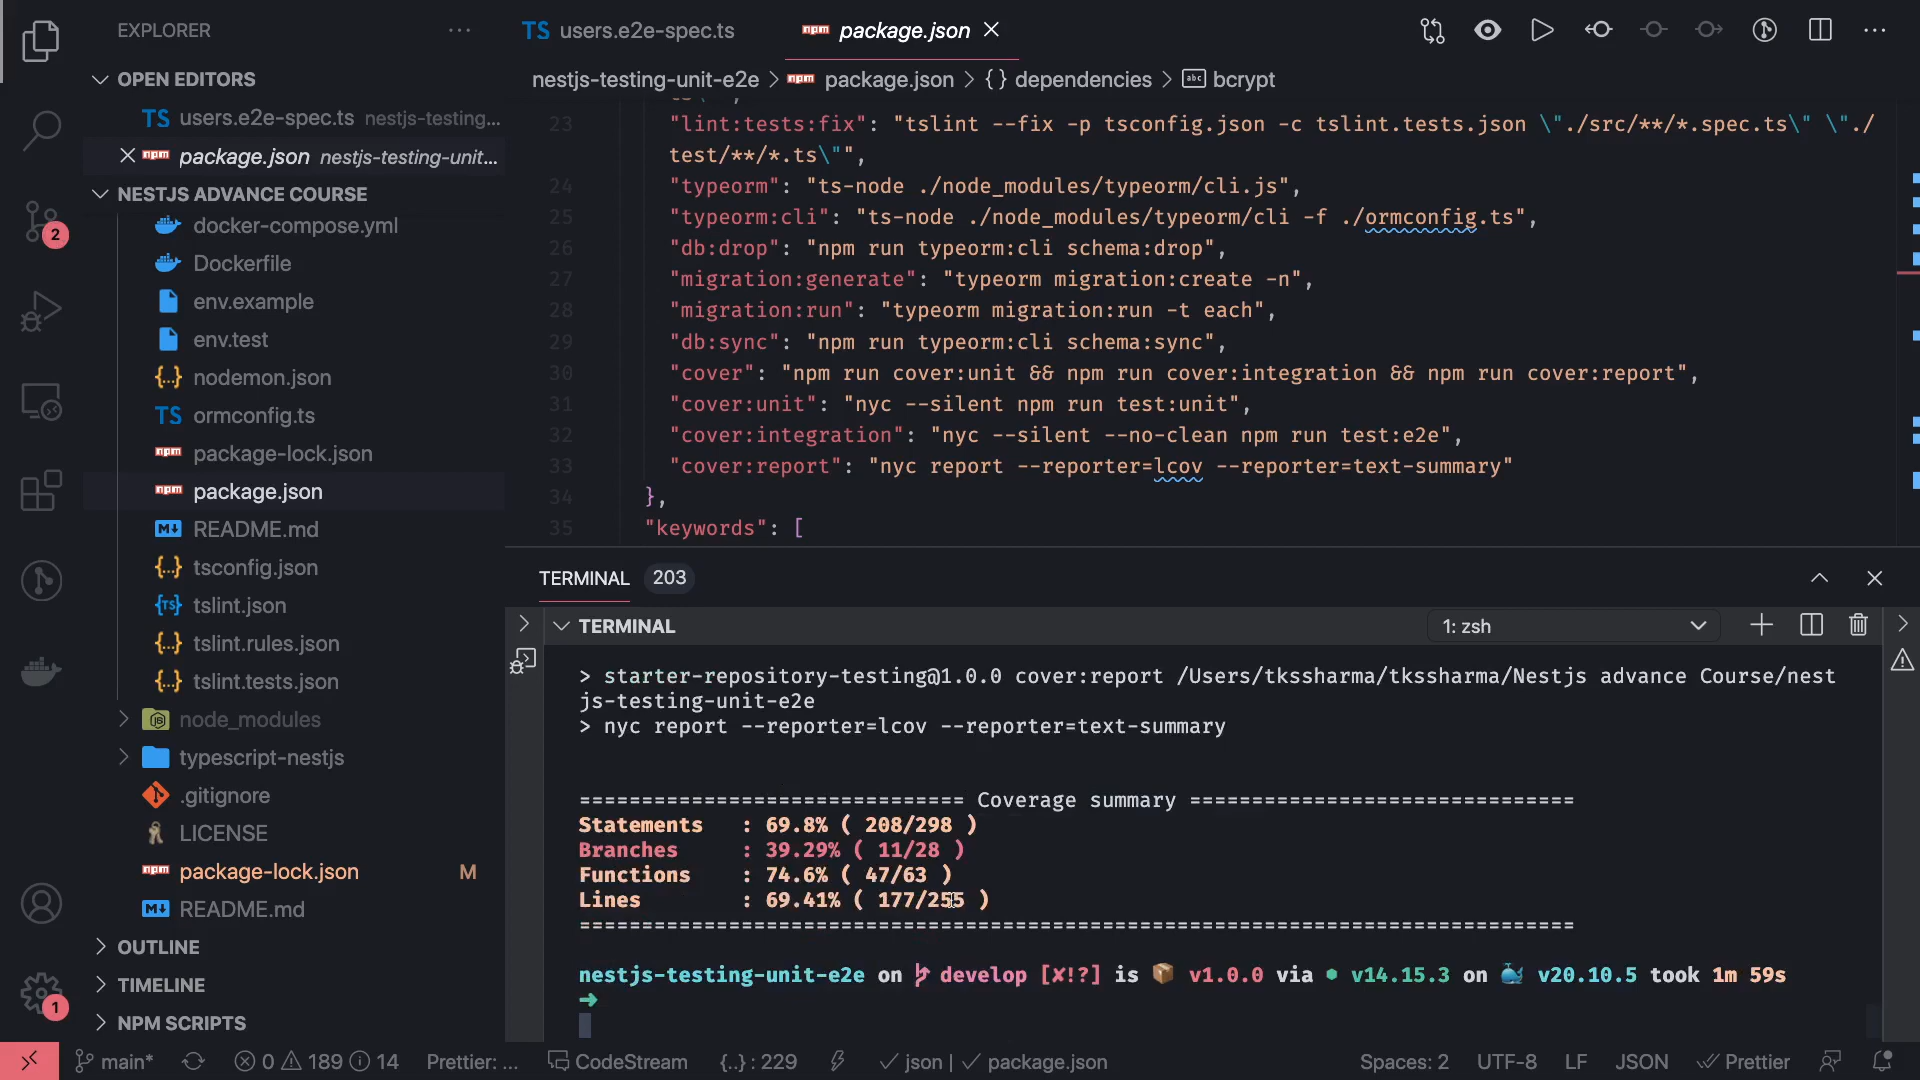 EXPLORER
OPEN EDITORS
TS users.e2e-spec.ts nestjs-testing...
npm package.json nestjs-testing-unit...
NESTJS ADVANCE COURSE
docker-compose.yml
Dockerfile
env.example
env.test
{..} nodemon.json
TS ormconfig.ts
npm package-lock.json
npm package.json
M README.md
{..} tsconfig.json
{TS} tslint.json
{..} tslint.rules.json
{..} tslint.tests.json
node_modules
typescript-nestjs
.gitignore
LICENSE
npm package-lock.json M
M README.md
OUTLINE
TIMELINE
NPM SCRIPTS
2
1
TS users.e2e-spec.ts
npm package.json
nestjs-testing-unit-e2e > npm package.json > {} dependencies > abc bcrypt
23 "lint:tests:fix": "tslint --fix -p tsconfig.json -c tslint.tests.json \"./src/**/*.spec.ts\" \"./
test/**/*.ts\"",
24 "typeorm": "ts-node ./node_modules/typeorm/cli.js",
25 "typeorm:cli": "ts-node ./node_modules/typeorm/cli -f ./ormconfig.ts",
26 "db:drop": "npm run typeorm:cli schema:drop",
27 "migration:generate": "typeorm migration:create -n",
28 "migration:run": "typeorm migration:run -t each",
29 "db:sync": "npm run typeorm:cli schema:sync",
30 "cover": "npm run cover:unit && npm run cover:integration && npm run cover:report",
31 "cover:unit": "nyc --silent npm run test:unit",
32 "cover:integration": "nyc --silent --no-clean npm run test:e2e",
33 "cover:report": "nyc report --reporter=lcov --reporter=text-summary"
34 },
35 "keywords": [
TERMINAL 203
TERMINAL
1: zsh
> starter-repository-testing@1.0.0 cover:report /Users/tkssharma/tkssharma/Nestjs advance Course/nest
js-testing-unit-e2e
> nyc report --reporter=lcov --reporter=text-summary
=============================== Coverage summary ===============================
Statements : 69.8% ( 208/298 )
Branches : 39.29% ( 11/28 )
Functions : 74.6% ( 47/63 )
Lines : 69.41% ( 177/255 )
================================================================================
nestjs-testing-unit-e2e on develop [✘!?] is 📦 v1.0.0 via ⬢ v14.15.3 on 🐳 v20.10.5 took 1m 59s
➜
main* 0 189 14 Prettier: ... CodeStream {..} : 229 ✓ json | ✓ package.json Spaces: 2 UTF-8 LF JSON Prettier